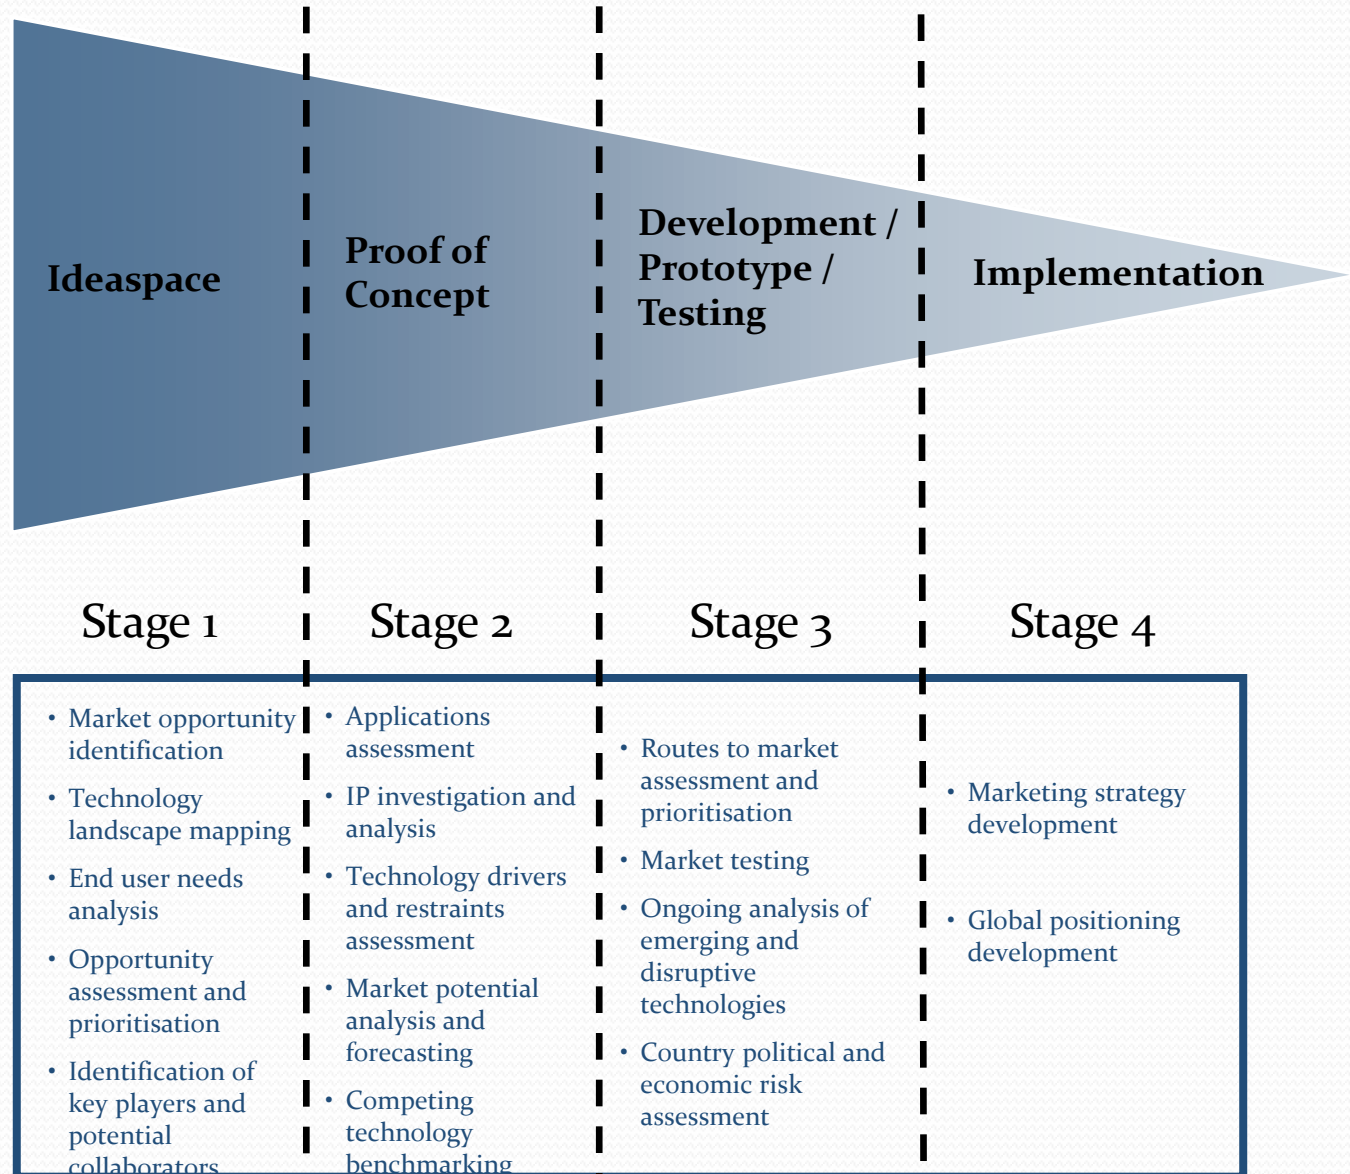 Ideaspace
Proof of
Concept
Development /
Prototype /
Testing
Implementation
Stage 1
Stage 2
Stage 3
Stage 4
• Market opportunity
identification
• Technology
landscape mapping
• End user needs
analysis
• Opportunity
assessment and
prioritisation
• Identification of
key players and
potential
collaborators
• Applications
assessment
• IP investigation and
analysis
• Technology drivers
and restraints
assessment
• Market potential
analysis and
forecasting
• Competing
technology
benchmarking
• Routes to market
assessment and
prioritisation
• Market testing
• Ongoing analysis of
emerging and
disruptive
technologies
• Country political and
economic risk
assessment
• Marketing strategy
development
• Global positioning
development